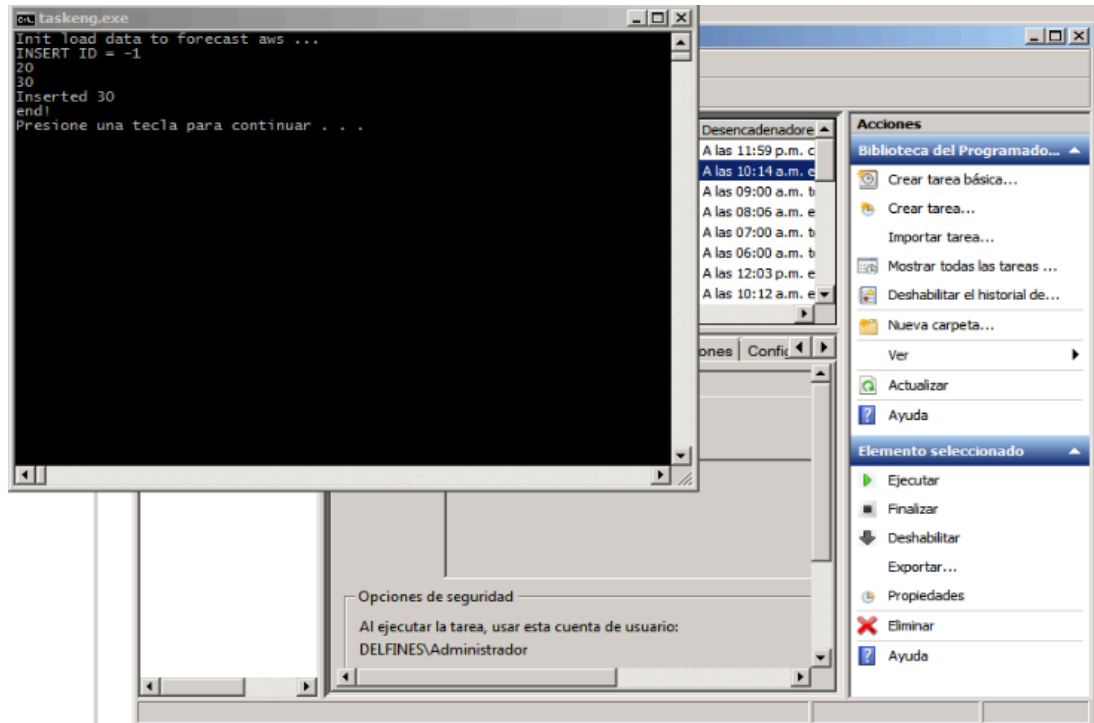 taskeng.exe
Init load data to forecast aws ...
INSERT ID = -1
20
30
Inserted 30
end!
Presione una tecla para continuar . . .
Desencadenadore
A las 11:59 p.m. c
A las 10:14 a.m. e
A las 09:00 a.m. t
A las 08:06 a.m. e
A las 07:00 a.m. t
A las 06:00 a.m. t
A las 12:03 p.m. e
A las 10:12 a.m. e
ones
Config
Opciones de seguridad
Al ejecutar la tarea, usar esta cuenta de usuario:
DELFINES\Administrador
Acciones
Biblioteca del Programado...
Crear tarea básica...
Crear tarea...
Importar tarea...
Mostrar todas las tareas ...
Deshabilitar el historial de...
Nueva carpeta...
Ver
Actualizar
Ayuda
Elemento seleccionado
Ejecutar
Finalizar
Deshabilitar
Exportar...
Propiedades
Eliminar
Ayuda